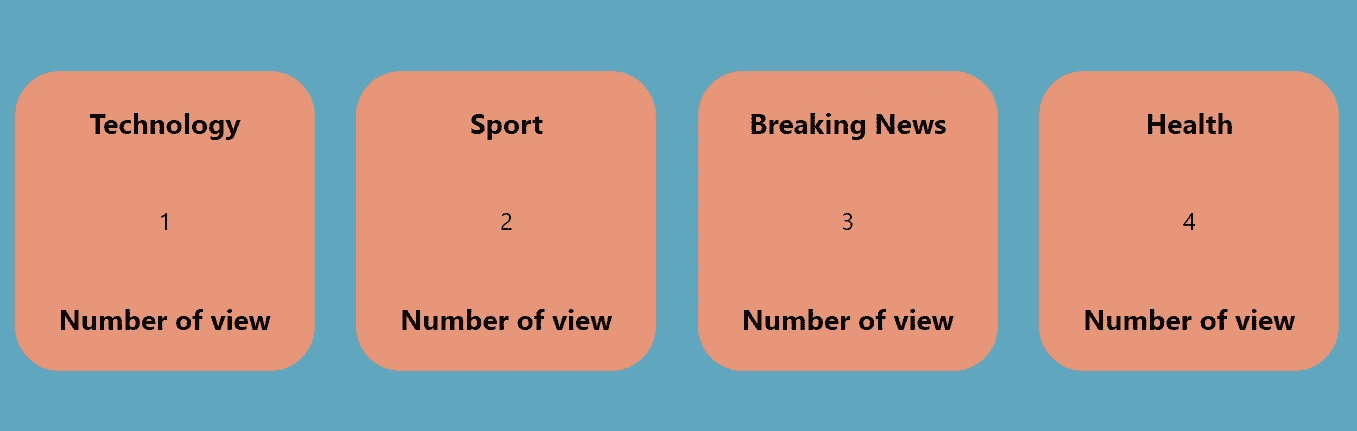 Technology
1
Number of view
Sport
2
Number of view
Breaking News
3
Number of view
Health
4
Number of view